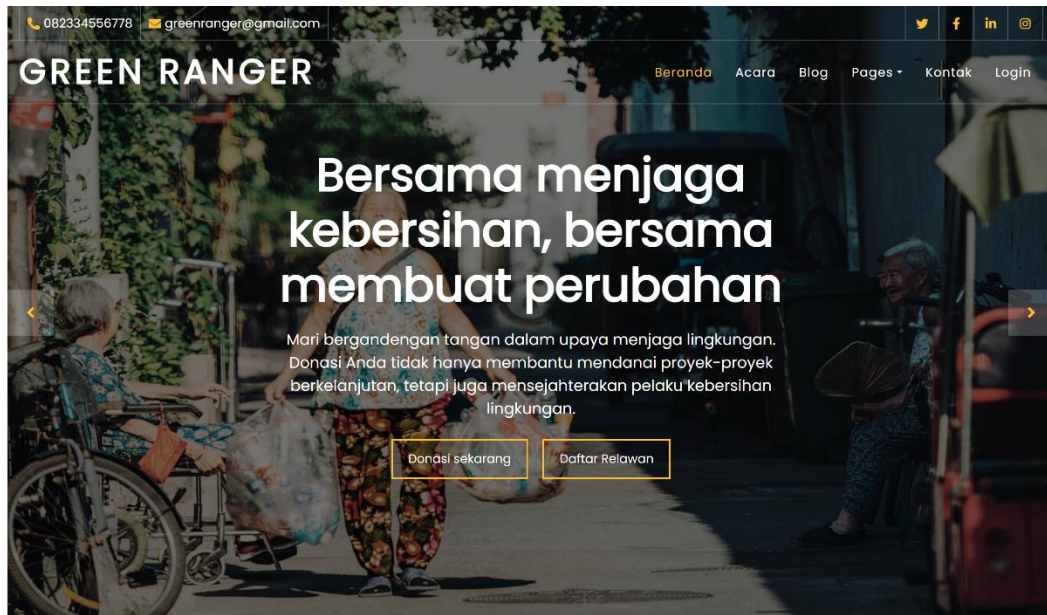 082334556778 greenranger@gmail.com
GREEN RANGER
Beranda Acara Blog Pages Kontak Login
Bersama menjaga
kebersihan, bersama
membuat perubahan
Mari bergandengan tangan dalam upaya menjaga lingkungan.
Donasi Anda tidak hanya membantu mendanai proyek-proyek
berkelanjutan, tetapi juga mensejahterakan pelaku kebersihan
lingkungan.
Donasi sekarang Daftar Relawan